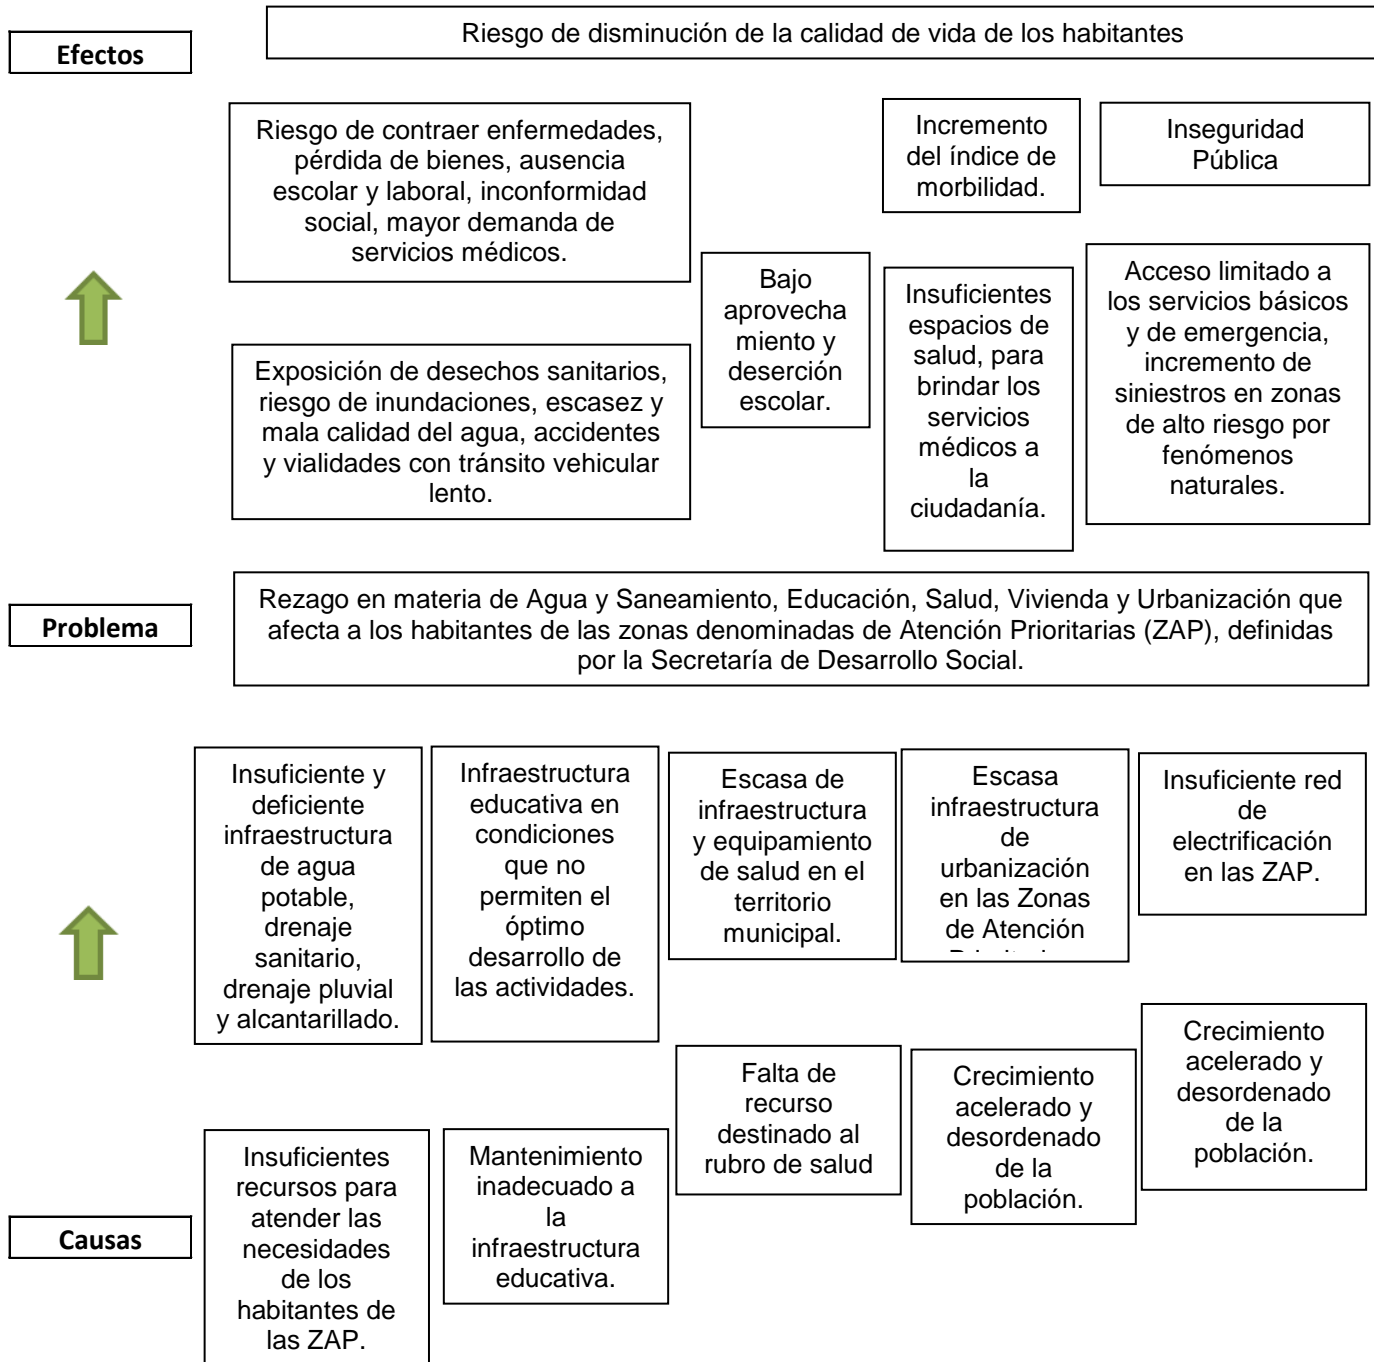 Efectos
Riesgo de disminución de la calidad de vida de los habitantes
Riesgo de contraer enfermedades,
pérdida de bienes, ausencia
escolar y laboral, inconformidad
social, mayor demanda de
servicios médicos.
Incremento
del índice de
morbilidad.
Inseguridad
Pública
Exposición de desechos sanitarios,
riesgo de inundaciones, escasez y
mala calidad del agua, accidentes
y vialidades con tránsito vehicular
lento.
Bajo
aprovecha
miento y
deserción
escolar.
Insuficientes
espacios de
salud, para
brindar los
servicios
médicos a
la
ciudadanía.
Acceso limitado a
los servicios básicos
y de emergencia,
incremento de
siniestros en zonas
de alto riesgo por
fenómenos
naturales.
Problema
Rezago en materia de Agua y Saneamiento, Educación, Salud, Vivienda y Urbanización que
afecta a los habitantes de las zonas denominadas de Atención Prioritarias (ZAP), definidas
por la Secretaría de Desarrollo Social.
Insuficiente y
deficiente
infraestructura
de agua
potable,
drenaje
sanitario,
drenaje pluvial
y alcantarillado.
Infraestructura
educativa en
condiciones
que no
permiten el
óptimo
desarrollo de
las actividades.
Escasa de
infraestructura
y equipamiento
de salud en el
territorio
municipal.
Escasa
infraestructura
de
urbanización
en las Zonas
de Atención
Insuficiente red
de
electrificación
en las ZAP.
Causas
Insuficientes
recursos para
atender las
necesidades
de los
habitantes de
las ZAP.
Mantenimiento
inadecuado a
la
infraestructura
educativa.
Falta de
recurso
destinado al
rubro de salud
Crecimiento
acelerado y
desordenado
de la
población.
Crecimiento
acelerado y
desordenado
de la
población.